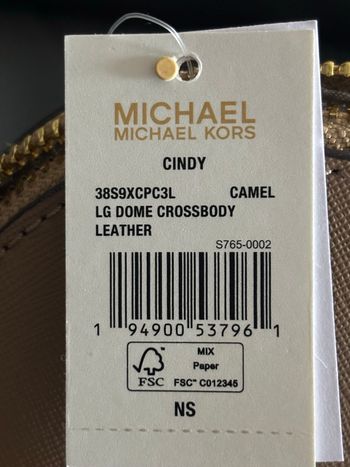 MICHAEL
MICHAEL KORS
CINDY
38S9XCPC3L CAMEL
LG DOME CROSSBODY
LEATHER
S765-0002
1 94900 53796 1
FSC
MIX
Paper
FSC™ C012345
NS